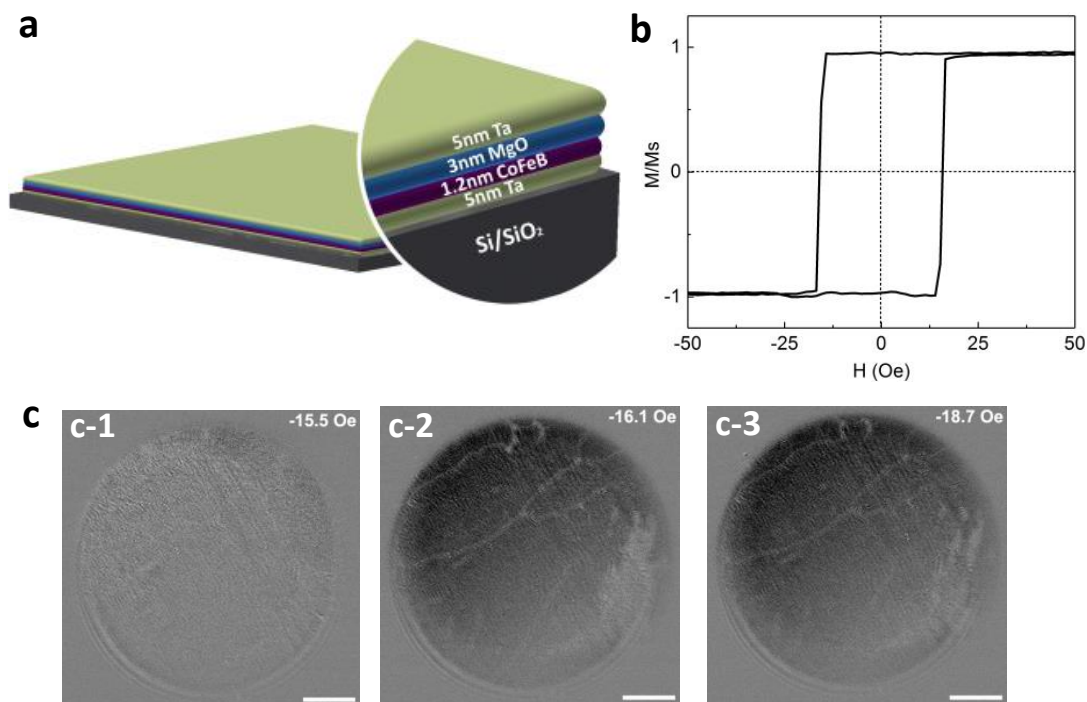 a
5nm Ta
3nm MgO
1.2nm CoFeB
5nm Ta
Si/SiO₂
b
M/Ms
1
0
-1
-50
-25
0
25
50
H (Oe)
c
c-1
-15.5 Oe
c-2
-16.1 Oe
c-3
-18.7 Oe